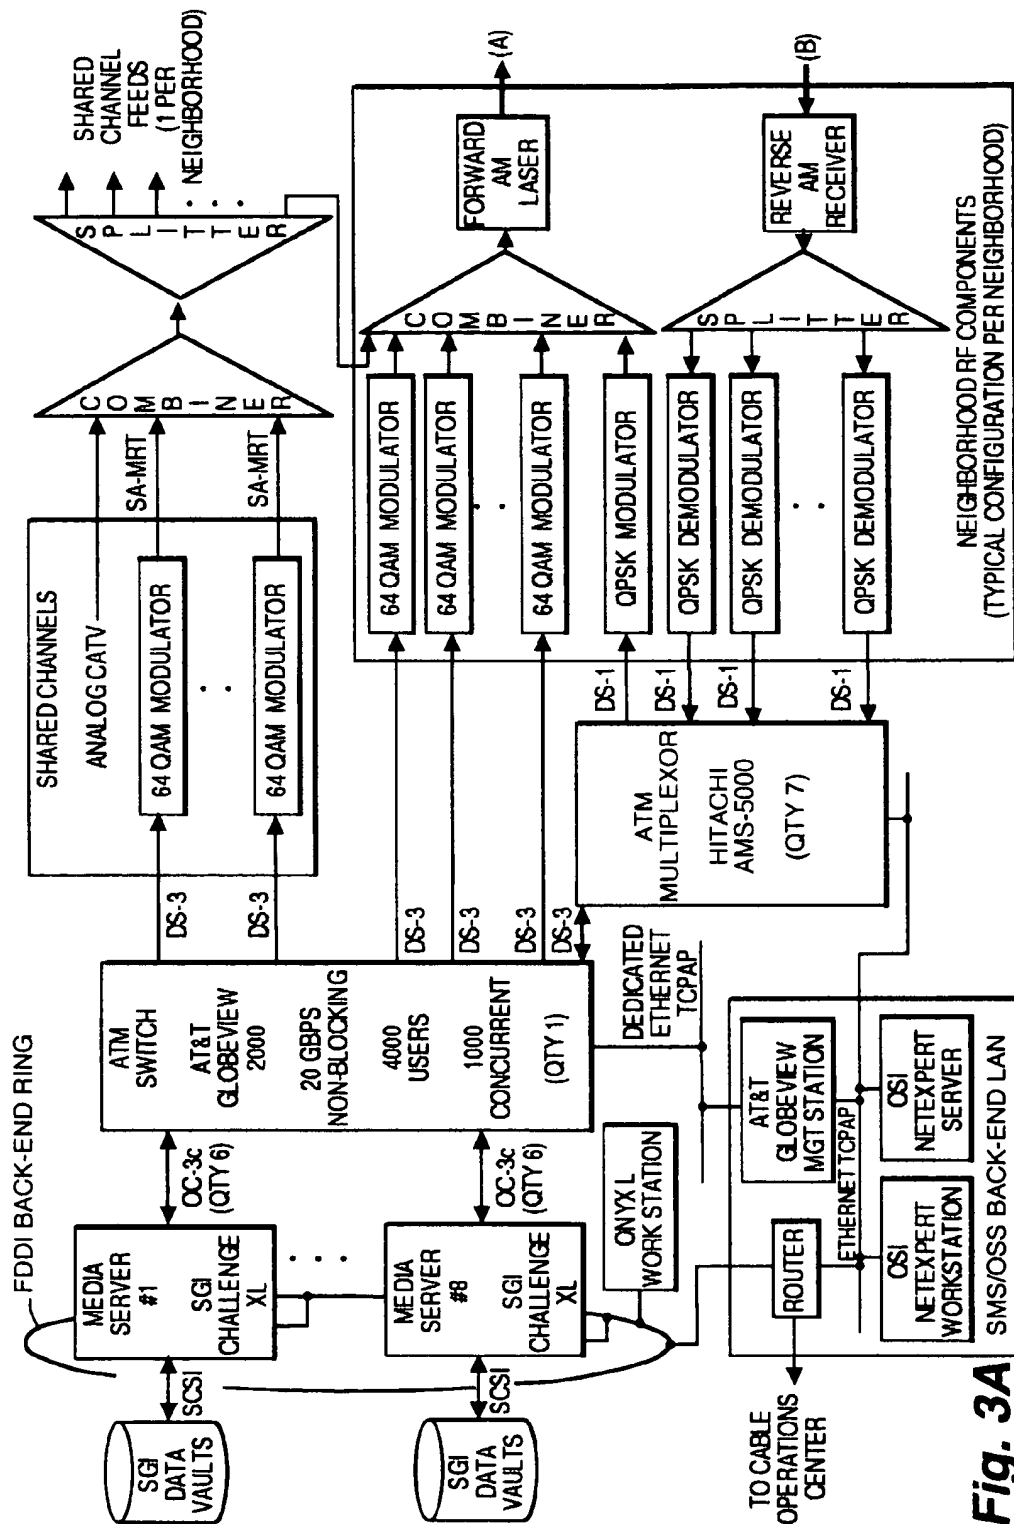 SHARED
CHANNEL
FEEDS
(1 PER
NEIGHBORHOOD)
SPLITTER
COMBINER
SA-MRT
SA-MRT
SHARED CHANNELS
ANALOG CATV
64 QAM MODULATOR
64 QAM MODULATOR
DS-3
DS-3
FDDI BACK-END RING
SGI
DATA
VAULTS
SCSI
MEDIA
SERVER
#1
SGI
CHALLENGE
XL
OC-3c
(QTY 6)
SGI
DATA
VAULTS
SCSI
MEDIA
SERVER
#8
SGI
CHALLENGE
XL
OC-3c
(QTY 6)
ATM
SWITCH
AT&T
GLOBEVIEW
2000
20 GBPS
NON-BLOCKING
4000
USERS
1000
CONCURRENT
(QTY 1)
DS-3
DS-3
DS-3
DS-3
64 QAM MODULATOR
64 QAM MODULATOR
64 QAM MODULATOR
QPSK MODULATOR
QPSK DEMODULATOR
QPSK DEMODULATOR
QPSK DEMODULATOR
COMBINER
FORWARD
AM
LASER
(A)
SPLITTER
REVERSE
AM
RECEIVER
(B)
NEIGHBORHOOD RF COMPONENTS
(TYPICAL CONFIGURATION PER NEIGHBORHOOD)
DS-1
DS-1
DS-1
DS-1
ATM
MULTIPLEXOR
HITACHI
AMS-5000
(QTY 7)
DEDICATED
ETHERNET
TCPAP
ONYX L
WORK STATION
AT&T
GLOBEVIEW
MGT STATION
ROUTER
ETHERNET TCPAP
OSI
NETEXPERT
SERVER
OSI
NETEXPERT
WORKSTATION
SMS/OSS BACK-END LAN
TO CABLE
OPERATIONS
CENTER
Fig. 3A